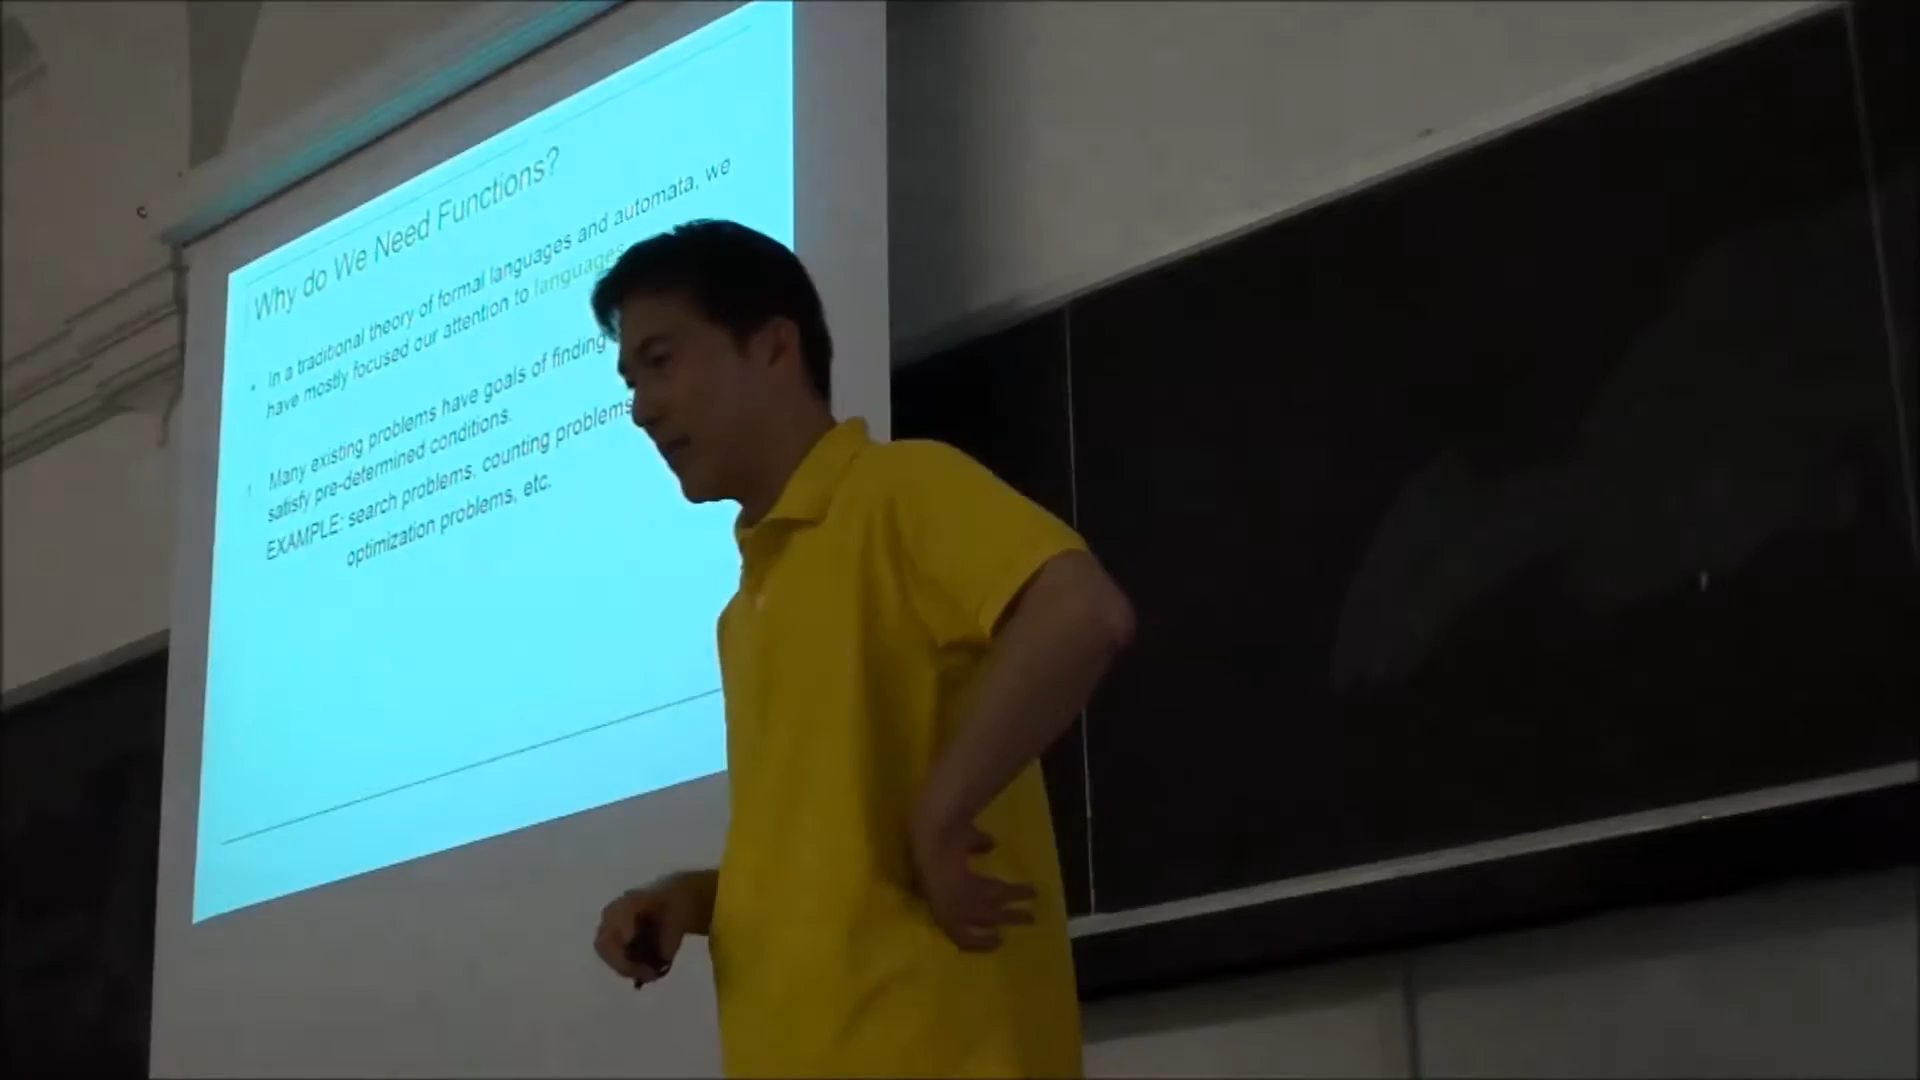 Why do We Need Functions?
• In a traditional theory of formal languages and automata, we
have mostly focused our attention to languages
Many existing problems have goals of finding
satisfy pre-determined conditions.
EXAMPLE: search problems, counting problems
optimization problems, etc.